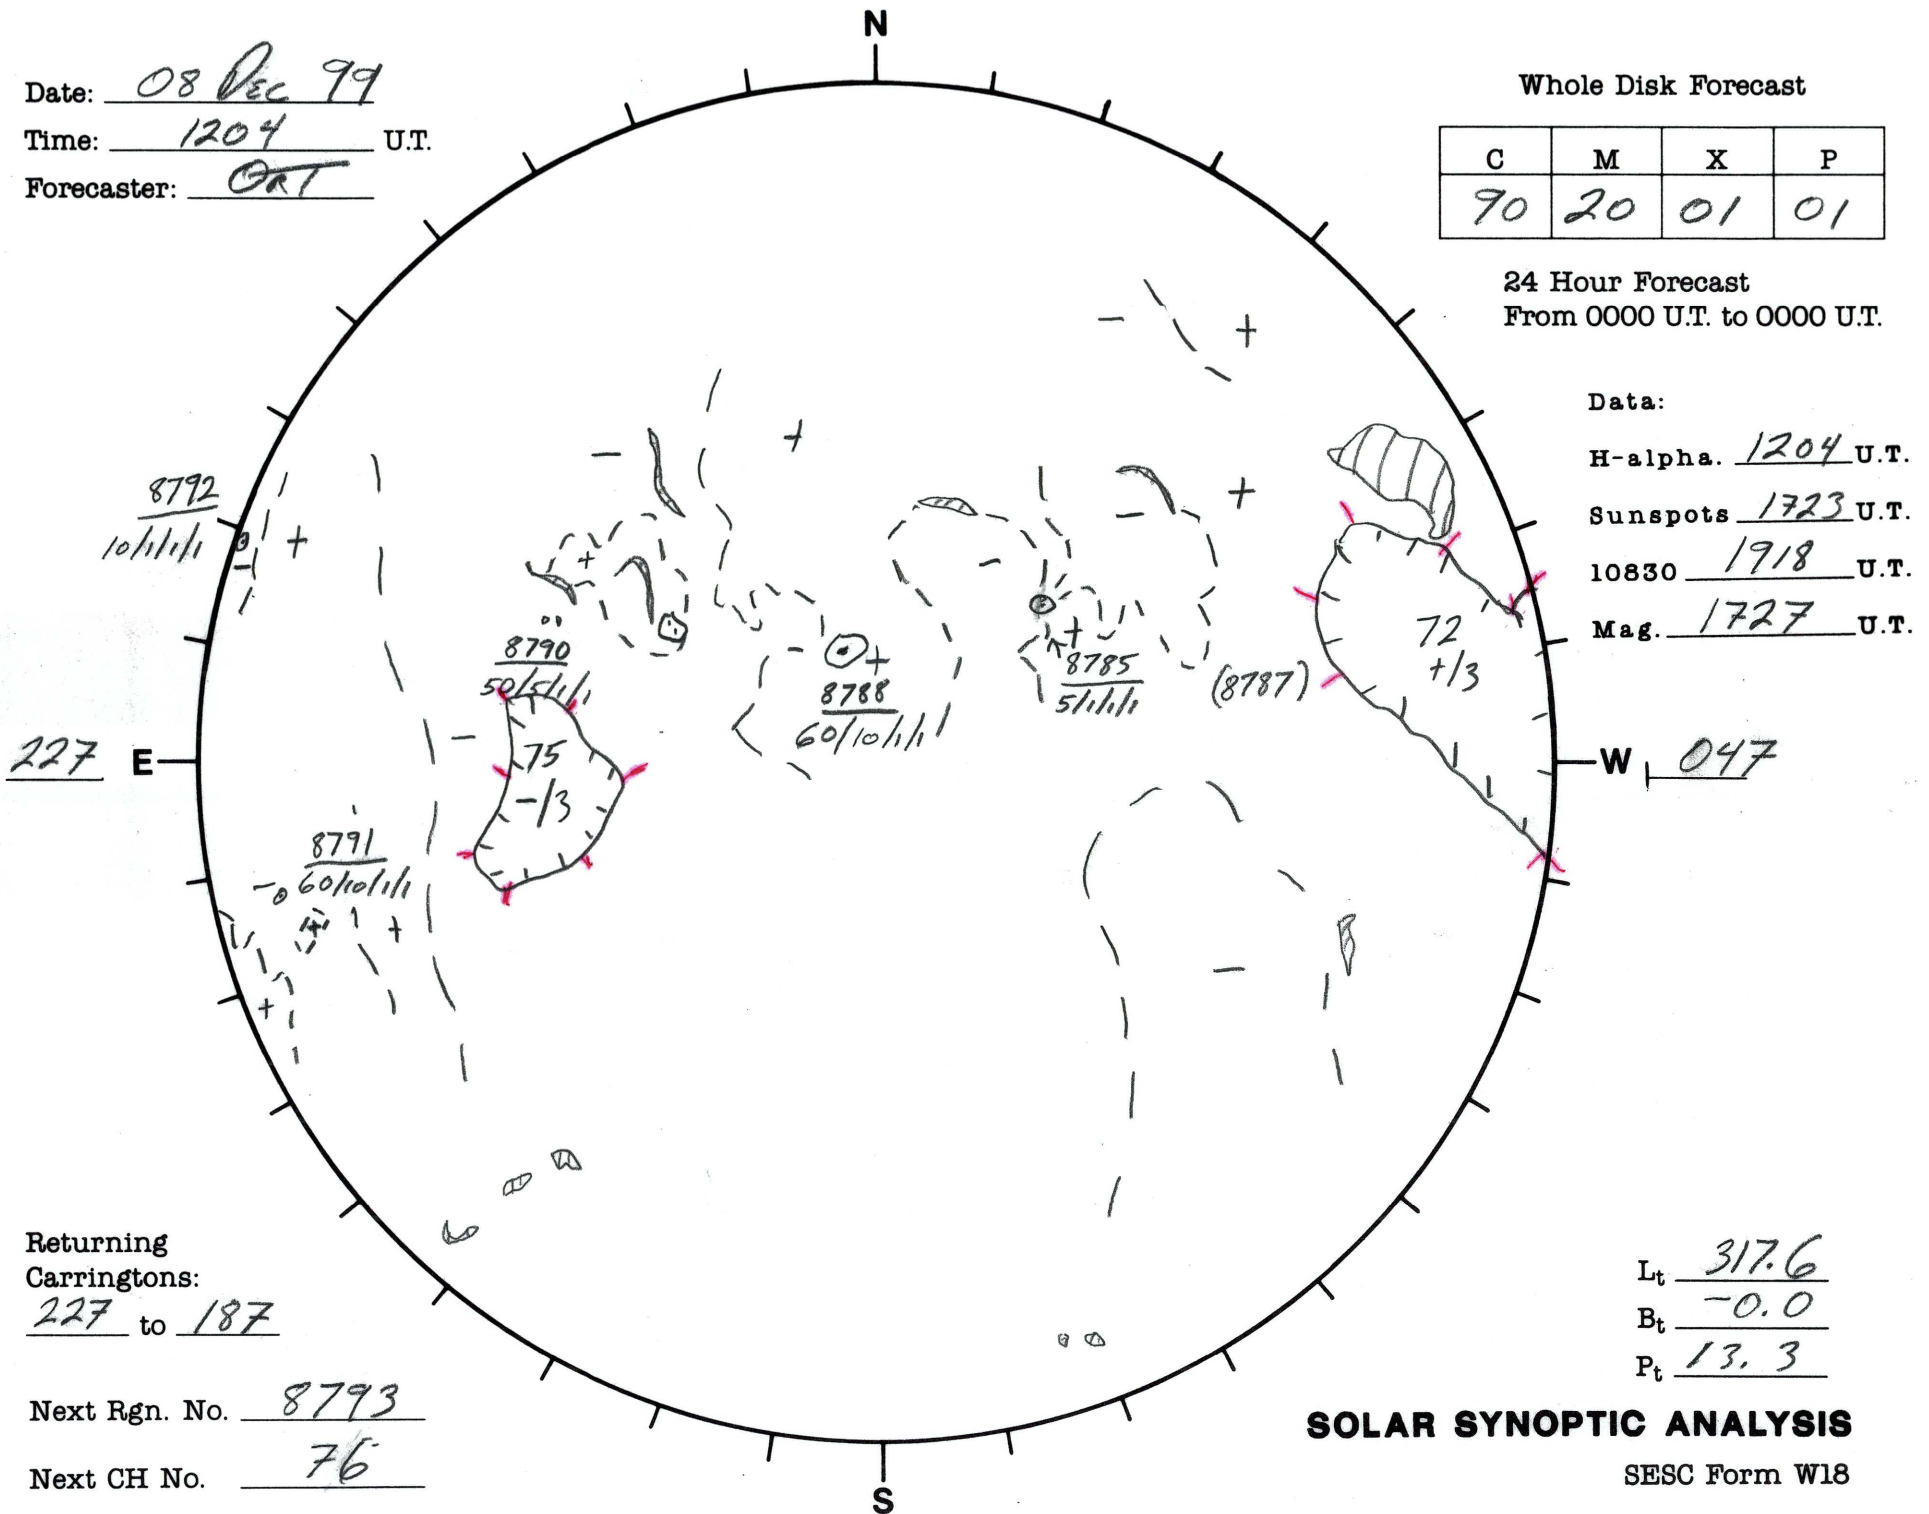 N
Date: 08 Dec 99
Time: 1204 U.T.
Forecaster: ORT
Whole Disk Forecast
C M X P
90 20 01 01
24 Hour Forecast
From 0000 U.T. to 0000 U.T.
Data:
H-alpha. 1204 U.T.
Sunspots 1723 U.T.
10830 1918 U.T.
Mag. 1727 U.T.
- +
- +
- +
8792
10/1/1/1
- +
+
-
8790
50/5/1/1/
- +
8788
60/10/1/1/
+
8785
5/1/1/1
(8787)
72
+/3
227 E
-
75
-/3
W 047
8791
- 60/10/1/1
+ +
+
-
Returning
Carringtons:
227 to 187
Next Rgn. No. 8793
Next CH No. 76
Lt 317.6
Bt -0.0
Pt 13.3
SOLAR SYNOPTIC ANALYSIS
SESC Form W18
S